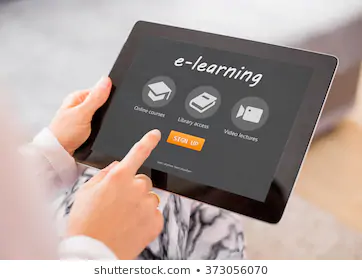 e-learning
Online courses
Library access
Video lectures
SIGN UP
shutterstock.com • 373056070